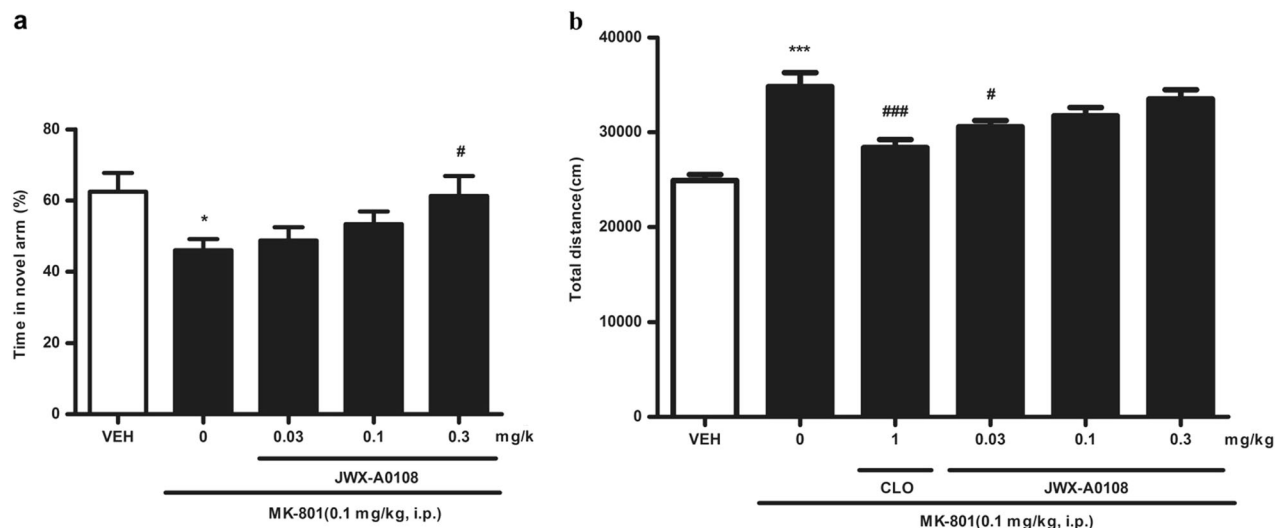 a
Time in novel arm (%)
80
60
40
20
0
*
#
VEH 0 0.03 0.1 0.3 mg/k
JWX-A0108
MK-801(0.1 mg/kg, i.p.)
b
Total distance(cm)
40000
30000
20000
10000
0
***
###
#
VEH 0 1 0.03 0.1 0.3 mg/kg
CLO JWX-A0108
MK-801(0.1 mg/kg, i.p.)